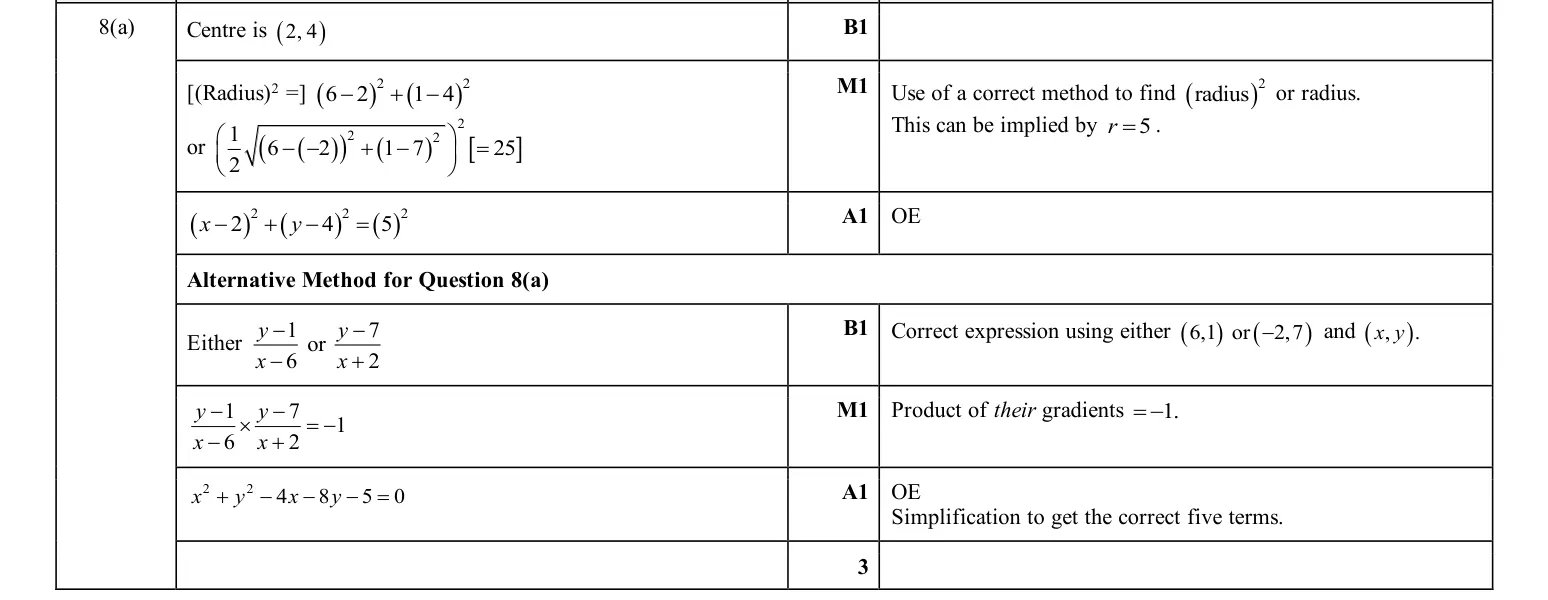 8(a)
Centre is (2, 4)
B1
[(Radius)² =] (6−2)² + (1−4)²
or (1/2 √((6−(−2))² + (1−7)²))² [= 25]
M1
Use of a correct method to find (radius)² or radius.
This can be implied by r = 5 .
(x−2)² + (y−4)² = (5)²
A1
OE
Alternative Method for Question 8(a)
Either (y−1)/(x−6) or (y−7)/(x+2)
B1
Correct expression using either (6,1) or (−2,7) and (x, y).
(y−1)/(x−6) × (y−7)/(x+2) = −1
M1
Product of their gradients = −1.
x² + y² − 4x − 8y − 5 = 0
A1
OE
Simplification to get the correct five terms.
3